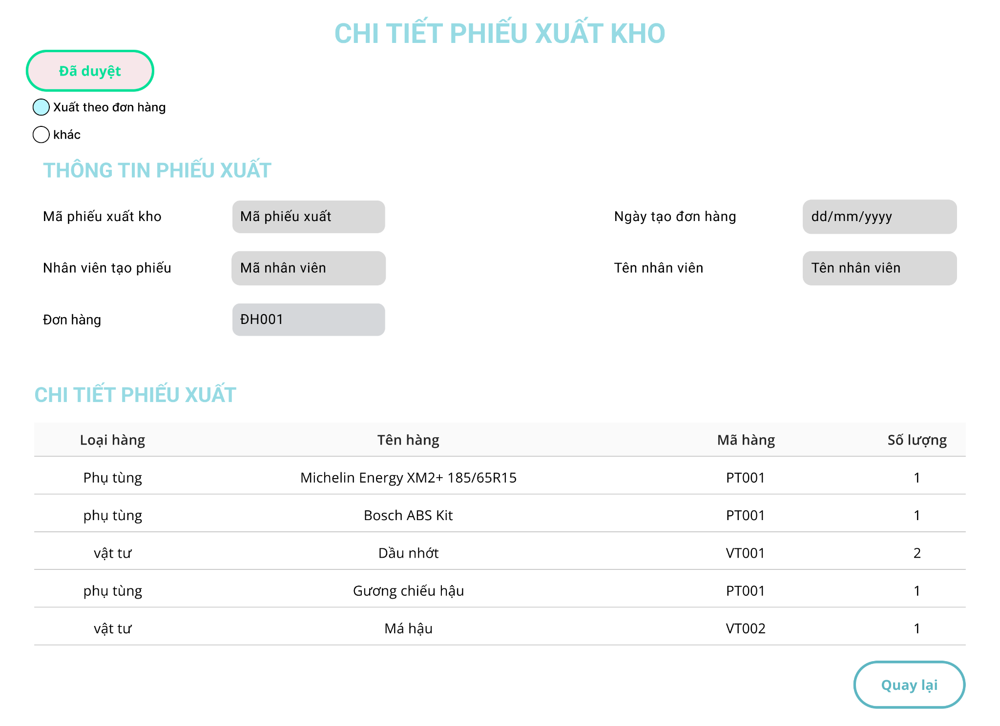 CHI TIẾT PHIẾU XUẤT KHO
Đã duyệt
Xuất theo đơn hàng
khác
THÔNG TIN PHIẾU XUẤT
Mã phiếu xuất kho Mã phiếu xuất Ngày tạo đơn hàng dd/mm/yyyy
Nhân viên tạo phiếu Mã nhân viên Tên nhân viên Tên nhân viên
Đơn hàng ĐH001
CHI TIẾT PHIẾU XUẤT
Loại hàng Tên hàng Mã hàng Số lượng
Phụ tùng Michelin Energy XM2+ 185/65R15 PT001 1
phụ tùng Bosch ABS Kit PT001 1
vật tư Dầu nhớt VT001 2
phụ tùng Gương chiếu hậu PT001 1
vật tư Má hậu VT002 1
Quay lại